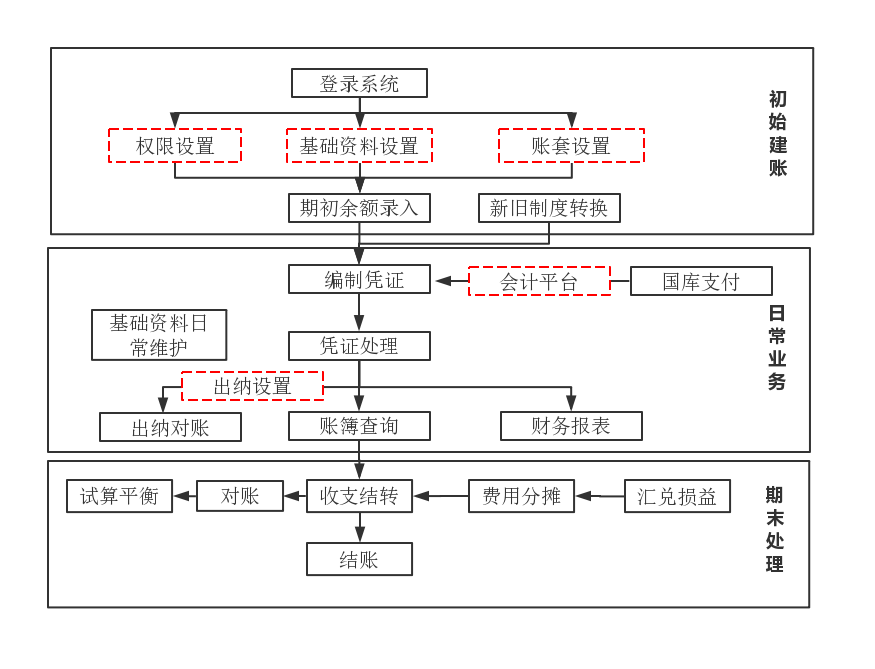 登录系统
权限设置
基础资料设置
账套设置
初始建账
期初余额录入
新旧制度转换
编制凭证
会计平台
国库支付
基础资料日
常维护
凭证处理
日常业务
出纳设置
出纳对账
账簿查询
财务报表
试算平衡
对账
收支结转
费用分摊
汇兑损益
期末处理
结账